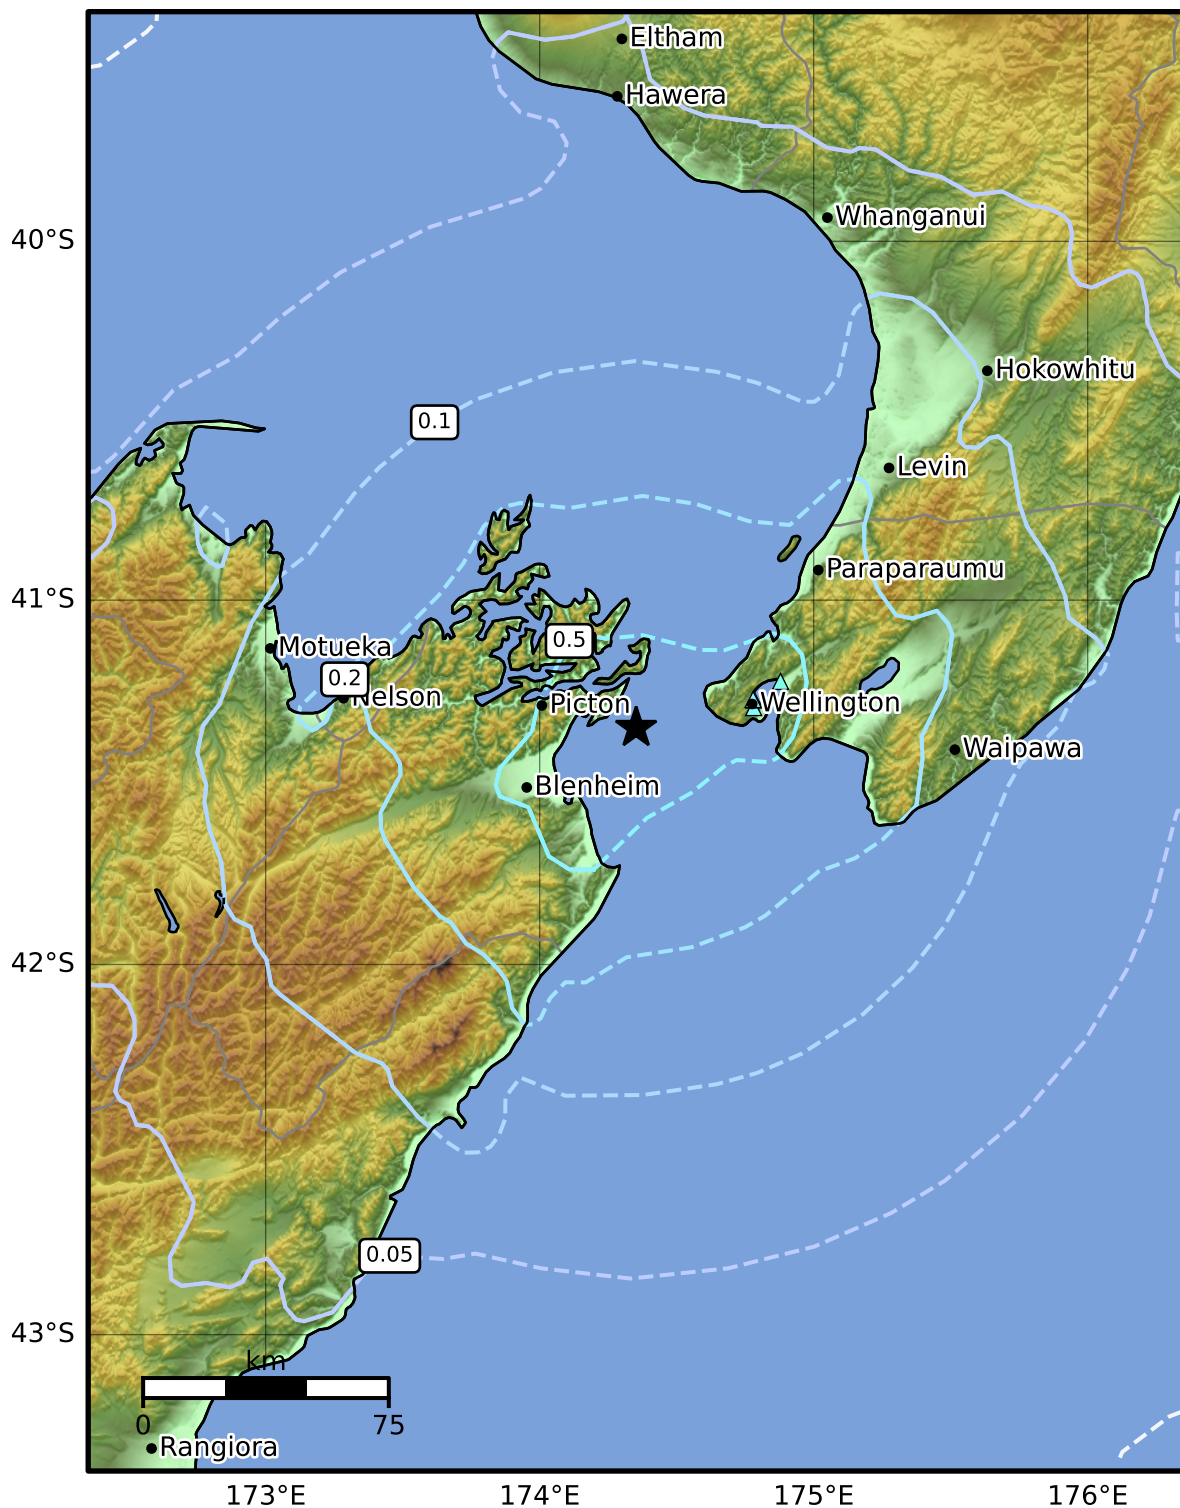 Eltham
Hawera
Whanganui
40°S
Hokowhitu
0.1
Levin
Paraparaumu
41°S
0.5
Motueka
0.2
Nelson
Picton
Wellington
Waipawa
Blenheim
42°S
0.05
43°S
km
0
75
Rangiora
173°E
174°E
175°E
176°E